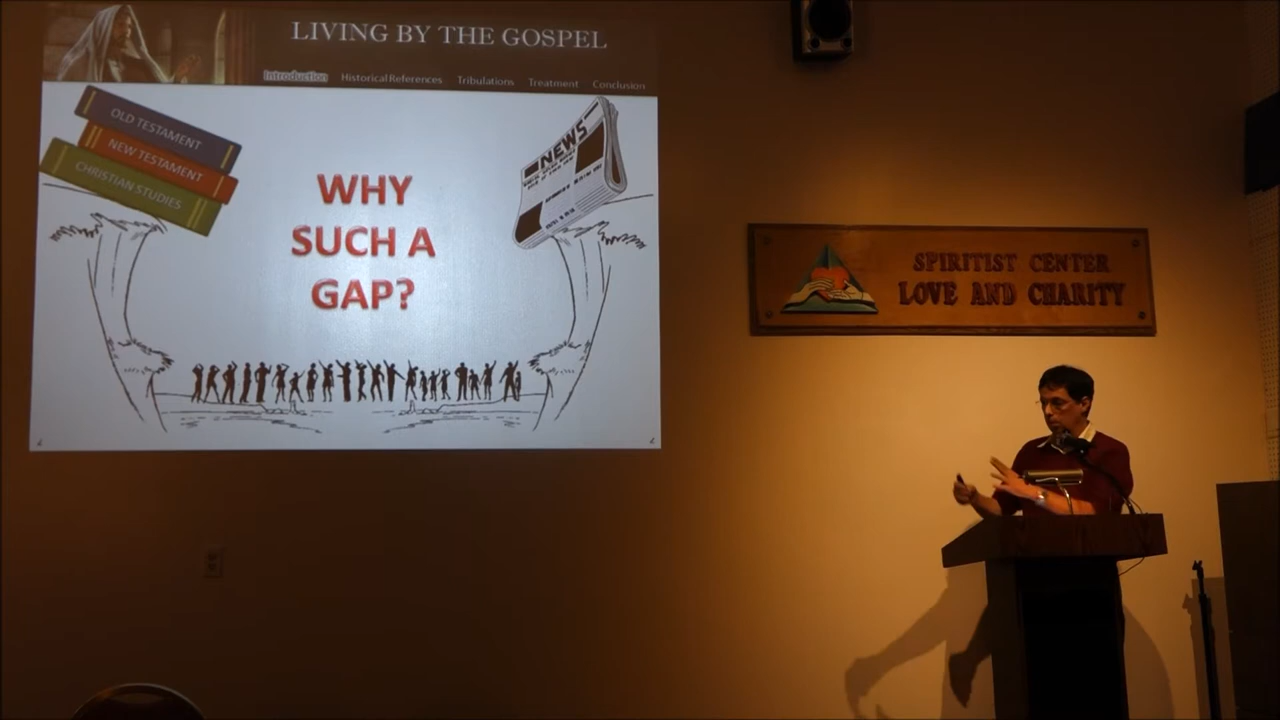 LIVING BY THE GOSPEL
Introduction Historical References Tribulations Treatment Conclusion
OLD TESTAMENT
NEW TESTAMENT
CHRISTIAN STUDIES
NEWS
WHY
SUCH A
GAP?
SPIRITIST CENTER
LOVE AND CHARITY